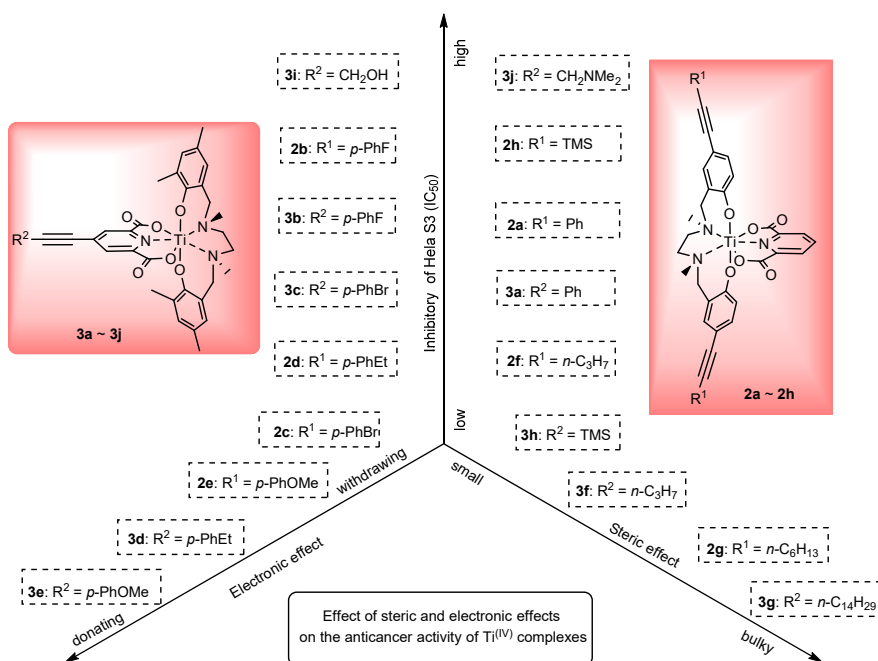 high
3i: R² = CH₂OH
3j: R² = CH₂NMe₂
2b: R¹ = p-PhF
2h: R¹ = TMS
3b: R² = p-PhF
2a: R¹ = Ph
3c: R² = p-PhBr
3a: R² = Ph
2d: R¹ = p-PhEt
2f: R¹ = n-C₃H₇
2c: R¹ = p-PhBr
3h: R² = TMS
2e: R¹ = p-PhOMe
3f: R² = n-C₃H₇
3d: R² = p-PhEt
2g: R¹ = n-C₆H₁₃
3e: R² = p-PhOMe
3g: R² = n-C₁₄H₂₉
Inhibitory of Hela S3 (IC₅₀)
low
withdrawing
Electronic effect
donating
small
Steric effect
bulky
R²
O
O
O
N
Ti
N
N
O
O
O
3a ~ 3j
R¹
O
N
O
O
Ti
N
N
O
O
O
R¹
2a ~ 2h
Effect of steric and electronic effects
on the anticancer activity of Ti⁽ᴵⱽ⁾ complexes